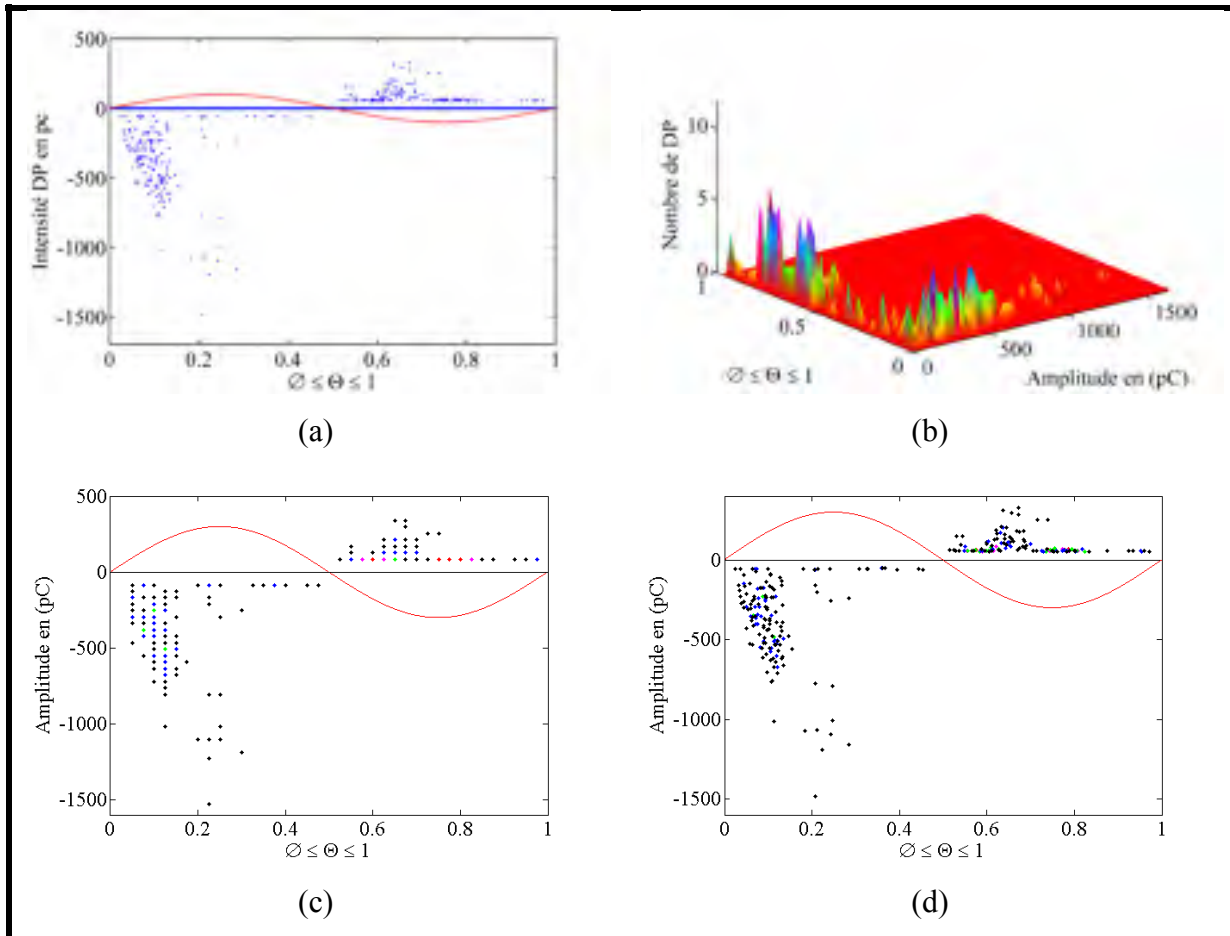 500
0
-500
-1000
-1500
Intensité DP en pc
0 0.2 0.4 0.6 0.8 1
∅ ≤ Θ ≤ 1
(a)
10
5
0
Nombre de DP
1
0.5
0
∅ ≤ Θ ≤ 1
0
500
1000
1500
Amplitude en (pC)
(b)
500
0
-500
-1000
-1500
Amplitude en (pC)
0 0.2 0.4 0.6 0.8 1
∅ ≤ Θ ≤ 1
(c)
0
-500
-1000
-1500
Amplitude en (pC)
0 0.2 0.4 0.6 0.8 1
∅ ≤ Θ ≤ 1
(d)